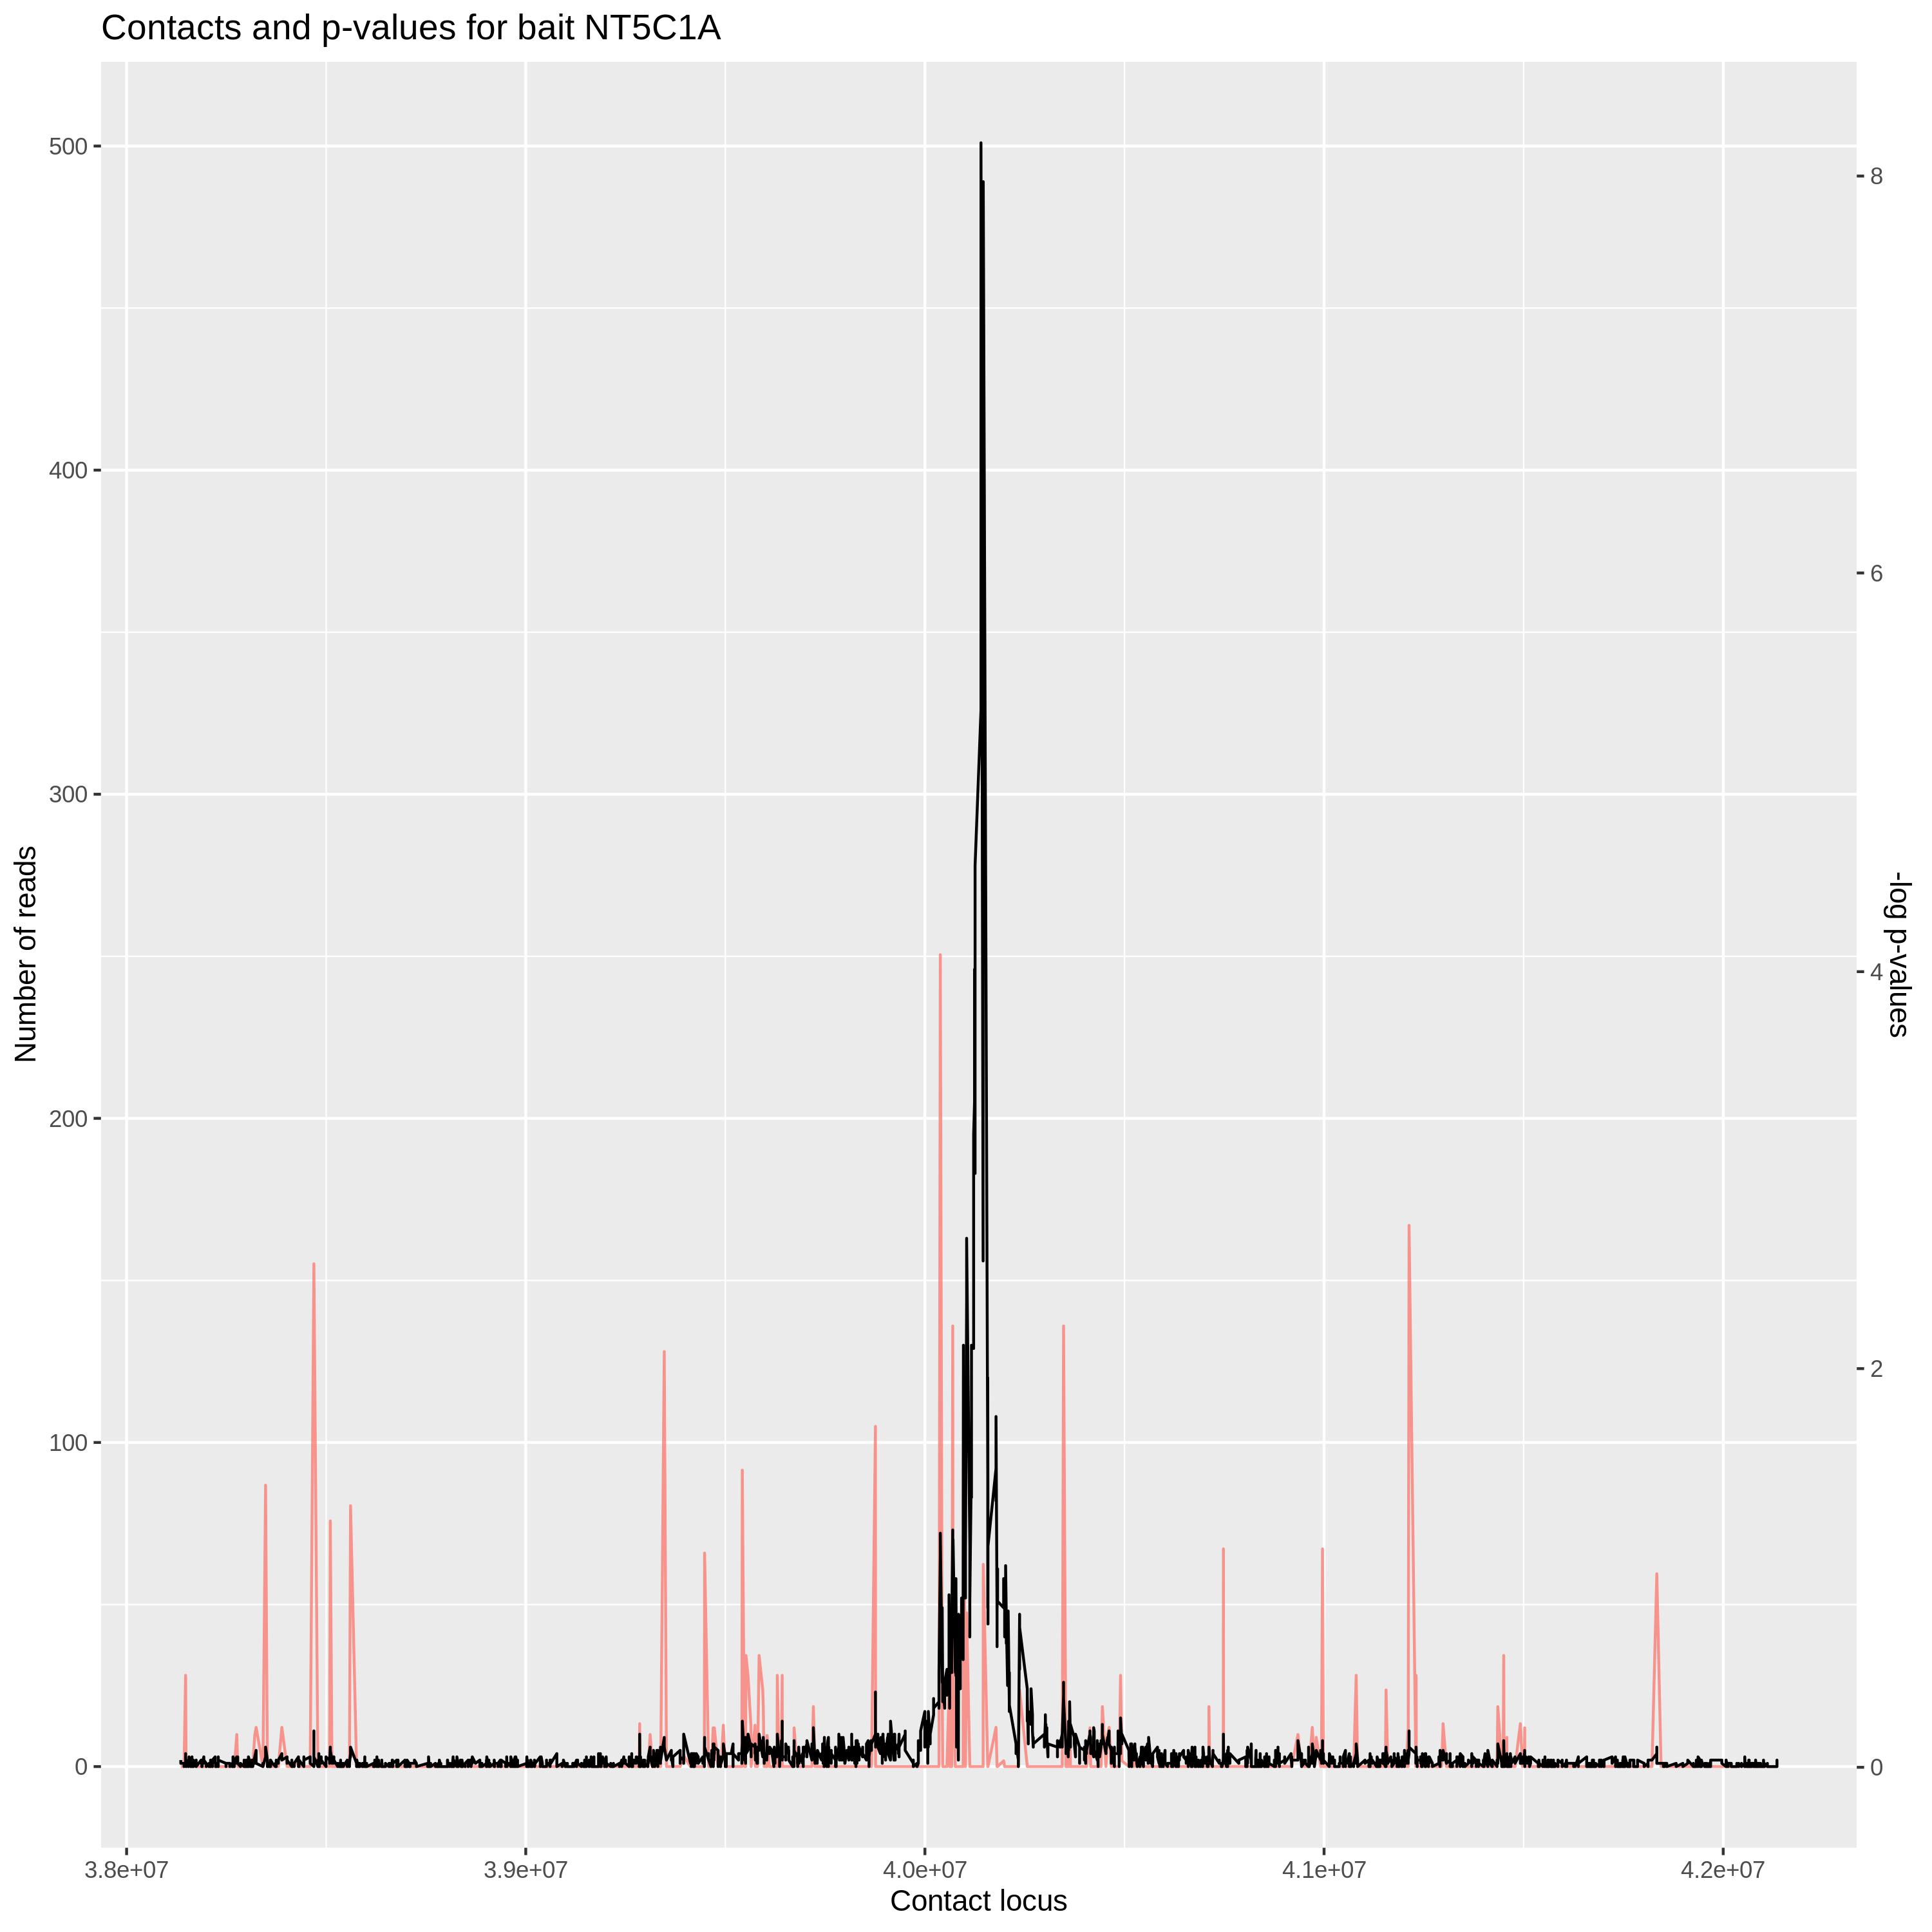 Contacts and p-values for bait NT5C1A
500
400
300
200
100
0
Number of reads
8
6
4
2
0
-log p-values
3.8e+07
3.9e+07
4.0e+07
4.1e+07
4.2e+07
Contact locus